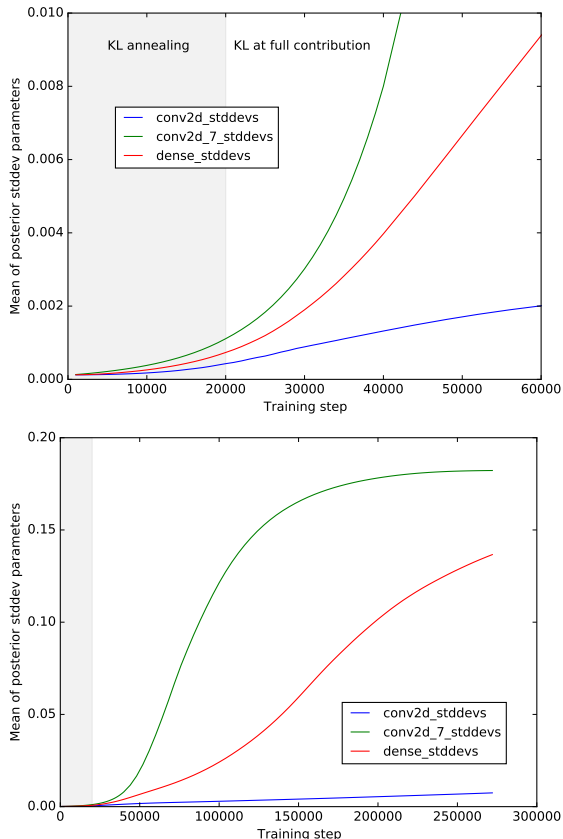 0.010
KL annealing KL at full contribution
0.008
conv2d_stddevs
conv2d_7_stddevs
dense_stddevs
0.006
0.004
0.002
0.000
Mean of posterior stddev parameters
0 10000 20000 30000 40000 50000 60000
Training step
0.20
0.15
0.10
0.05
0.00
Mean of posterior stddev parameters
conv2d_stddevs
conv2d_7_stddevs
dense_stddevs
0 50000 100000 150000 200000 250000 300000
Training step